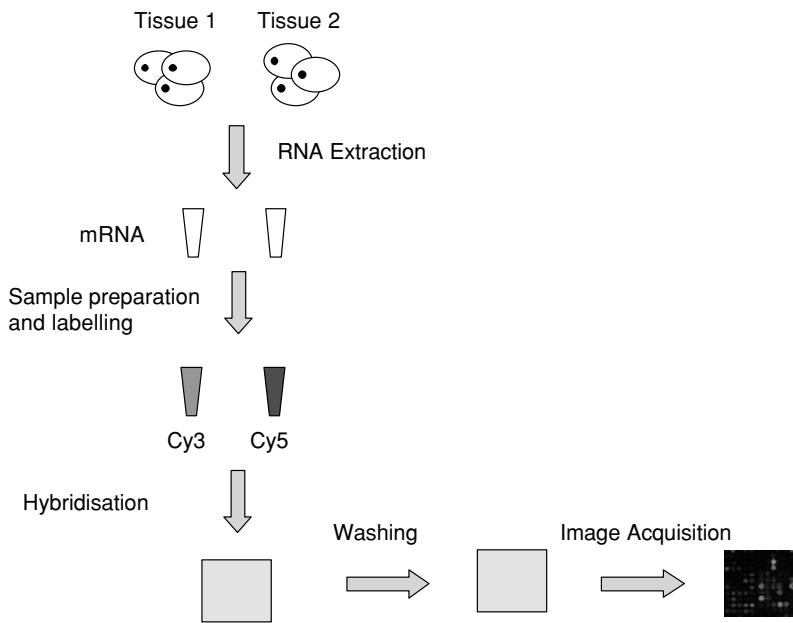 Tissue 1
Tissue 2
RNA Extraction
mRNA
Sample preparation
and labelling
Cy3
Cy5
Hybridisation
Washing
Image Acquisition